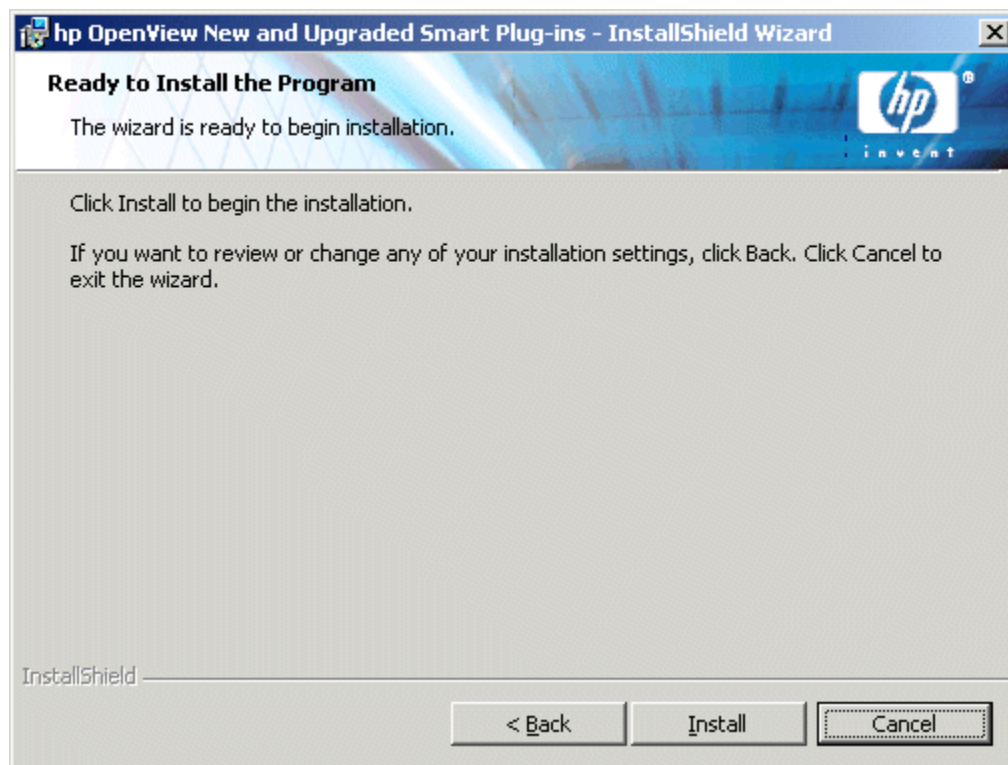 hp OpenView New and Upgraded Smart Plug-ins - InstallShield Wizard
Ready to Install the Program
The wizard is ready to begin installation.
hp
®
invent
Click Install to begin the installation.
If you want to review or change any of your installation settings, click Back. Click Cancel to
exit the wizard.
InstallShield
< Back
Install
Cancel